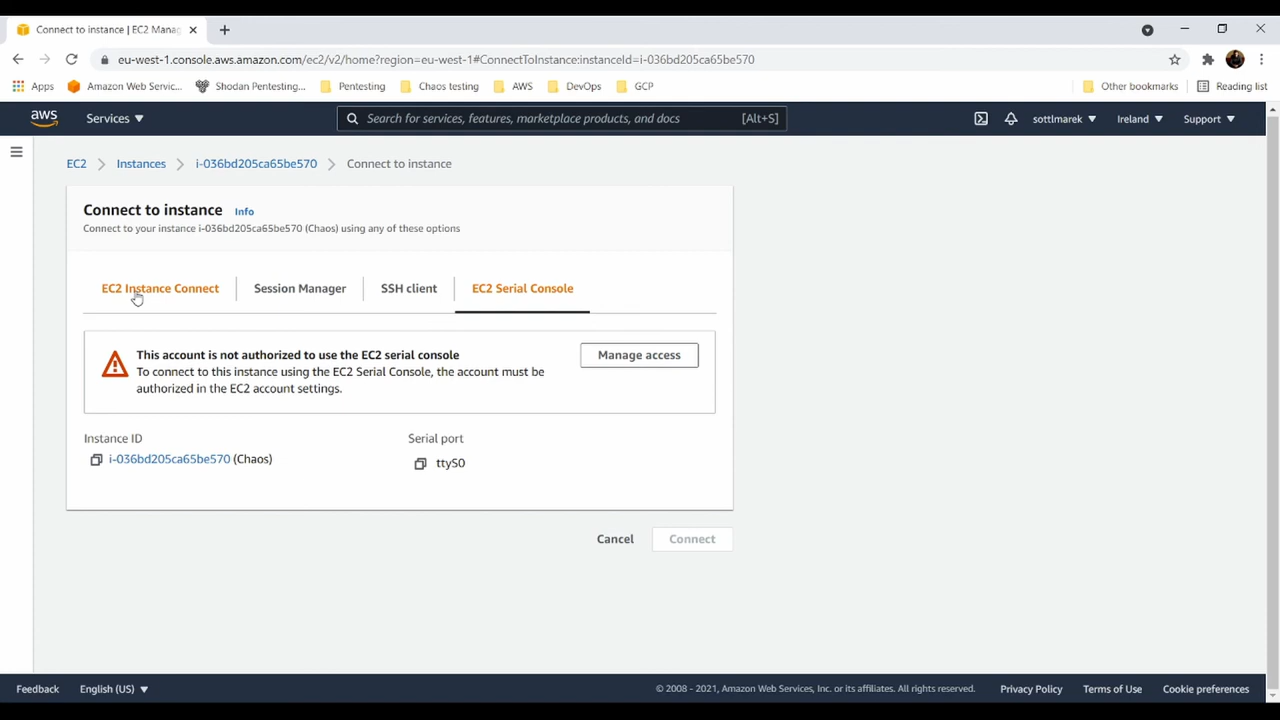 Connect to instance | EC2 Manag
eu-west-1.console.aws.amazon.com/ec2/v2/home?region=eu-west-1#ConnectToInstance:instanceId=i-036bd205ca65be570
Apps
Amazon Web Servic...
Shodan Pentesting...
Pentesting
Chaos testing
AWS
DevOps
GCP
Other bookmarks
Reading list
aws
Services
Search for services, features, marketplace products, and docs
[Alt+S]
sottlmarek
Ireland
Support
EC2
Instances
i-036bd205ca65be570
Connect to instance
Connect to instance
Info
Connect to your instance i-036bd205ca65be570 (Chaos) using any of these options
EC2 Instance Connect
Session Manager
SSH client
EC2 Serial Console
This account is not authorized to use the EC2 serial console
To connect to this instance using the EC2 Serial Console, the account must be
authorized in the EC2 account settings.
Manage access
Instance ID
i-036bd205ca65be570 (Chaos)
Serial port
ttyS0
Cancel
Connect
Feedback
English (US)
© 2008 - 2021, Amazon Web Services, Inc. or its affiliates. All rights reserved.
Privacy Policy
Terms of Use
Cookie preferences